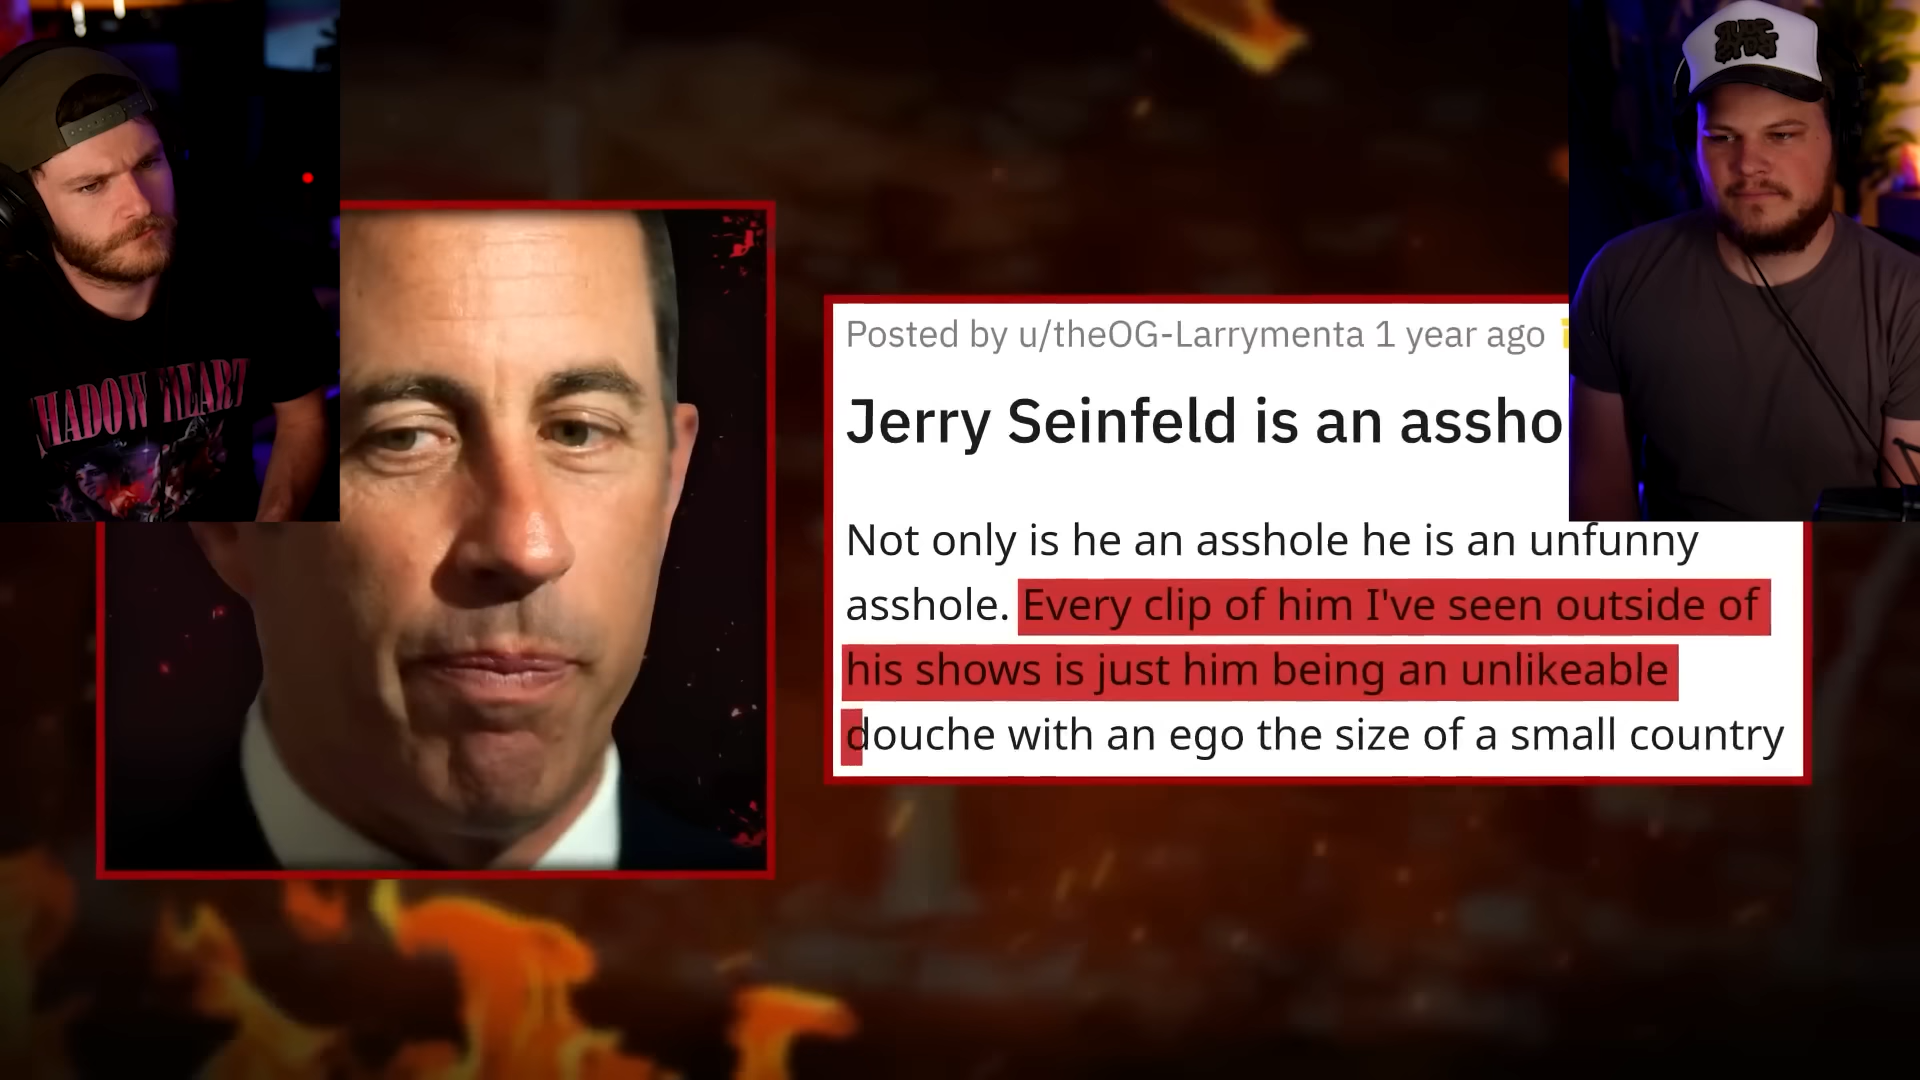 Posted by u/theOG-Larrymenta 1 year ago
Jerry Seinfeld is an assho
Not only is he an asshole he is an unfunny
asshole. Every clip of him I've seen outside of
his shows is just him being an unlikeable
douche with an ego the size of a small country
HADOW HEART